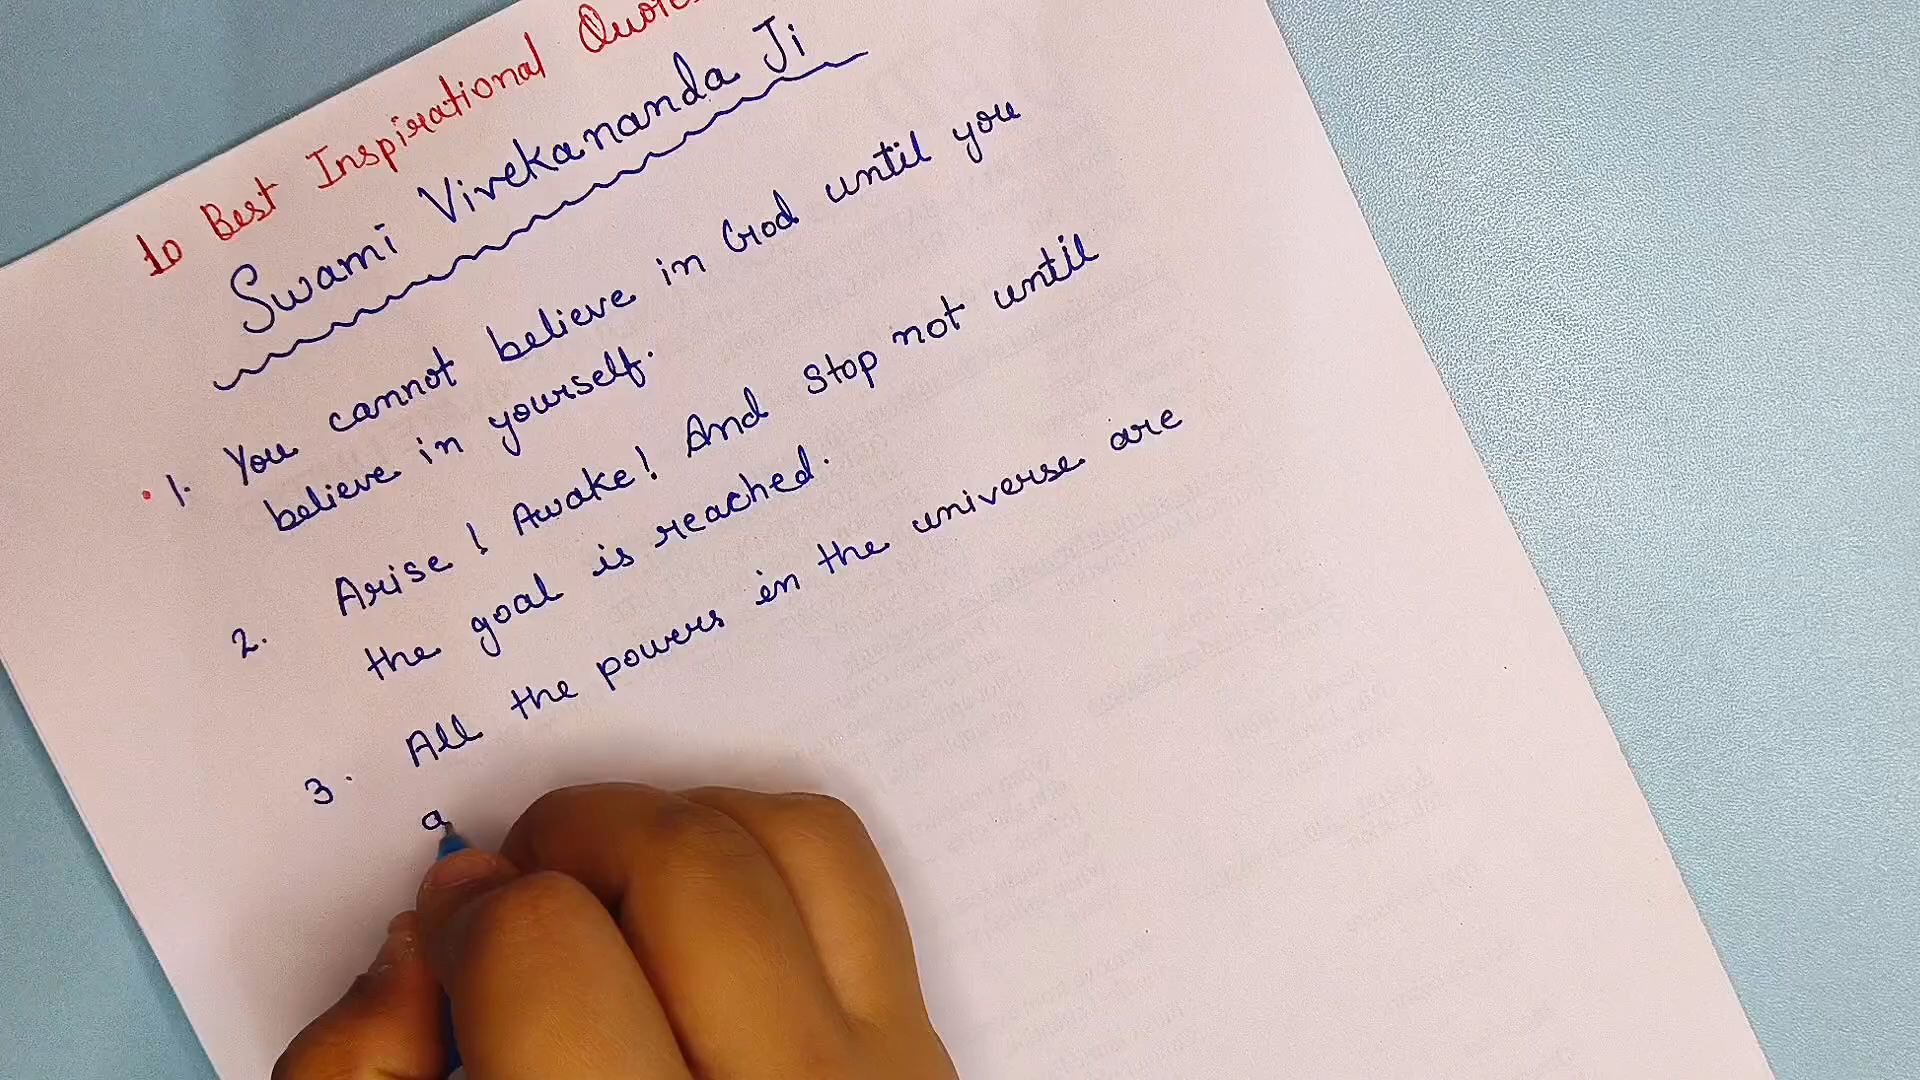 10 Best Inspirational Quotes
Swami Vivekananda Ji
1. You cannot believe in God until you
believe in yourself.
2. Arise! Awake! And stop not until
the goal is reached.
3. All the powers in the universe are
a